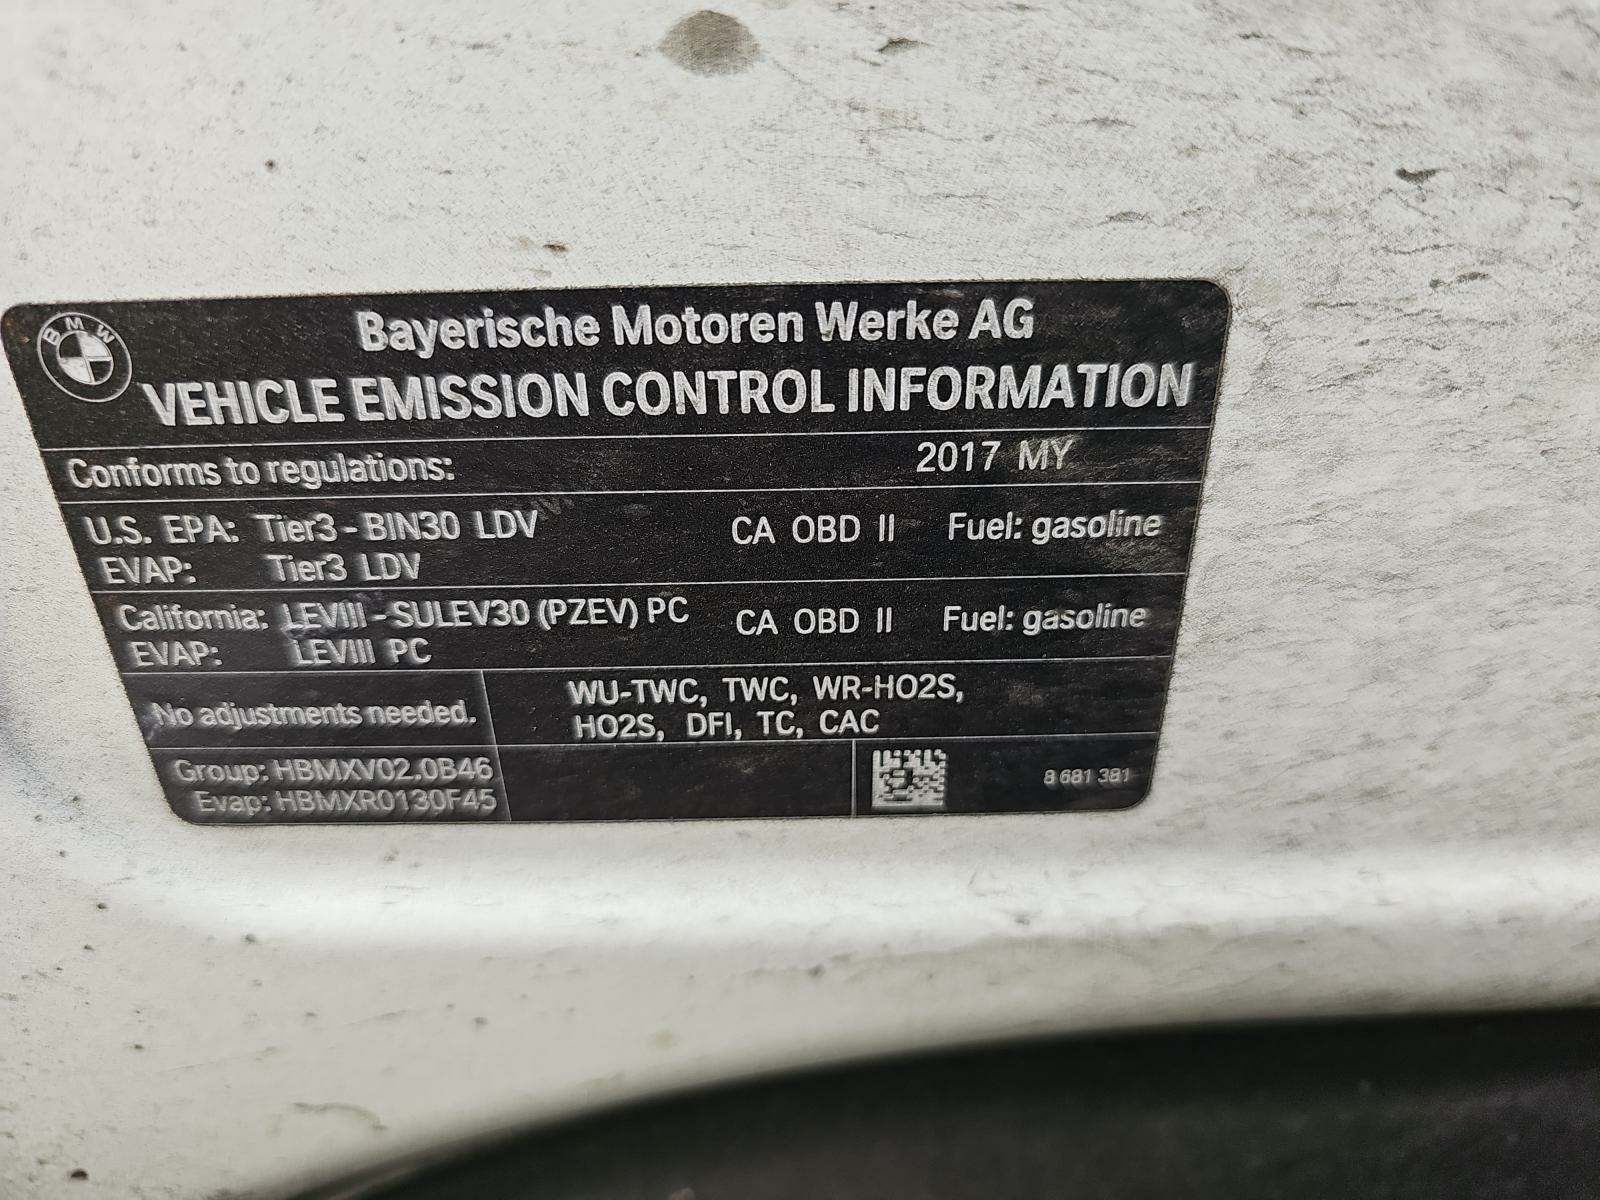 BMW
Bayerische Motoren Werke AG
VEHICLE EMISSION CONTROL INFORMATION
Conforms to regulations: 2017 MY
U.S. EPA: Tier3 - BIN30 LDV CA OBD II Fuel: gasoline
EVAP: Tier3 LDV
California: LEVIII - SULEV30 (PZEV) PC CA OBD II Fuel: gasoline
EVAP: LEVIII PC
No adjustments needed.
WU-TWC, TWC, WR-HO2S,
HO2S, DFI, TC, CAC
Group: HBMXV02.0B46
Evap: HBMXR0130F45
8 681 381